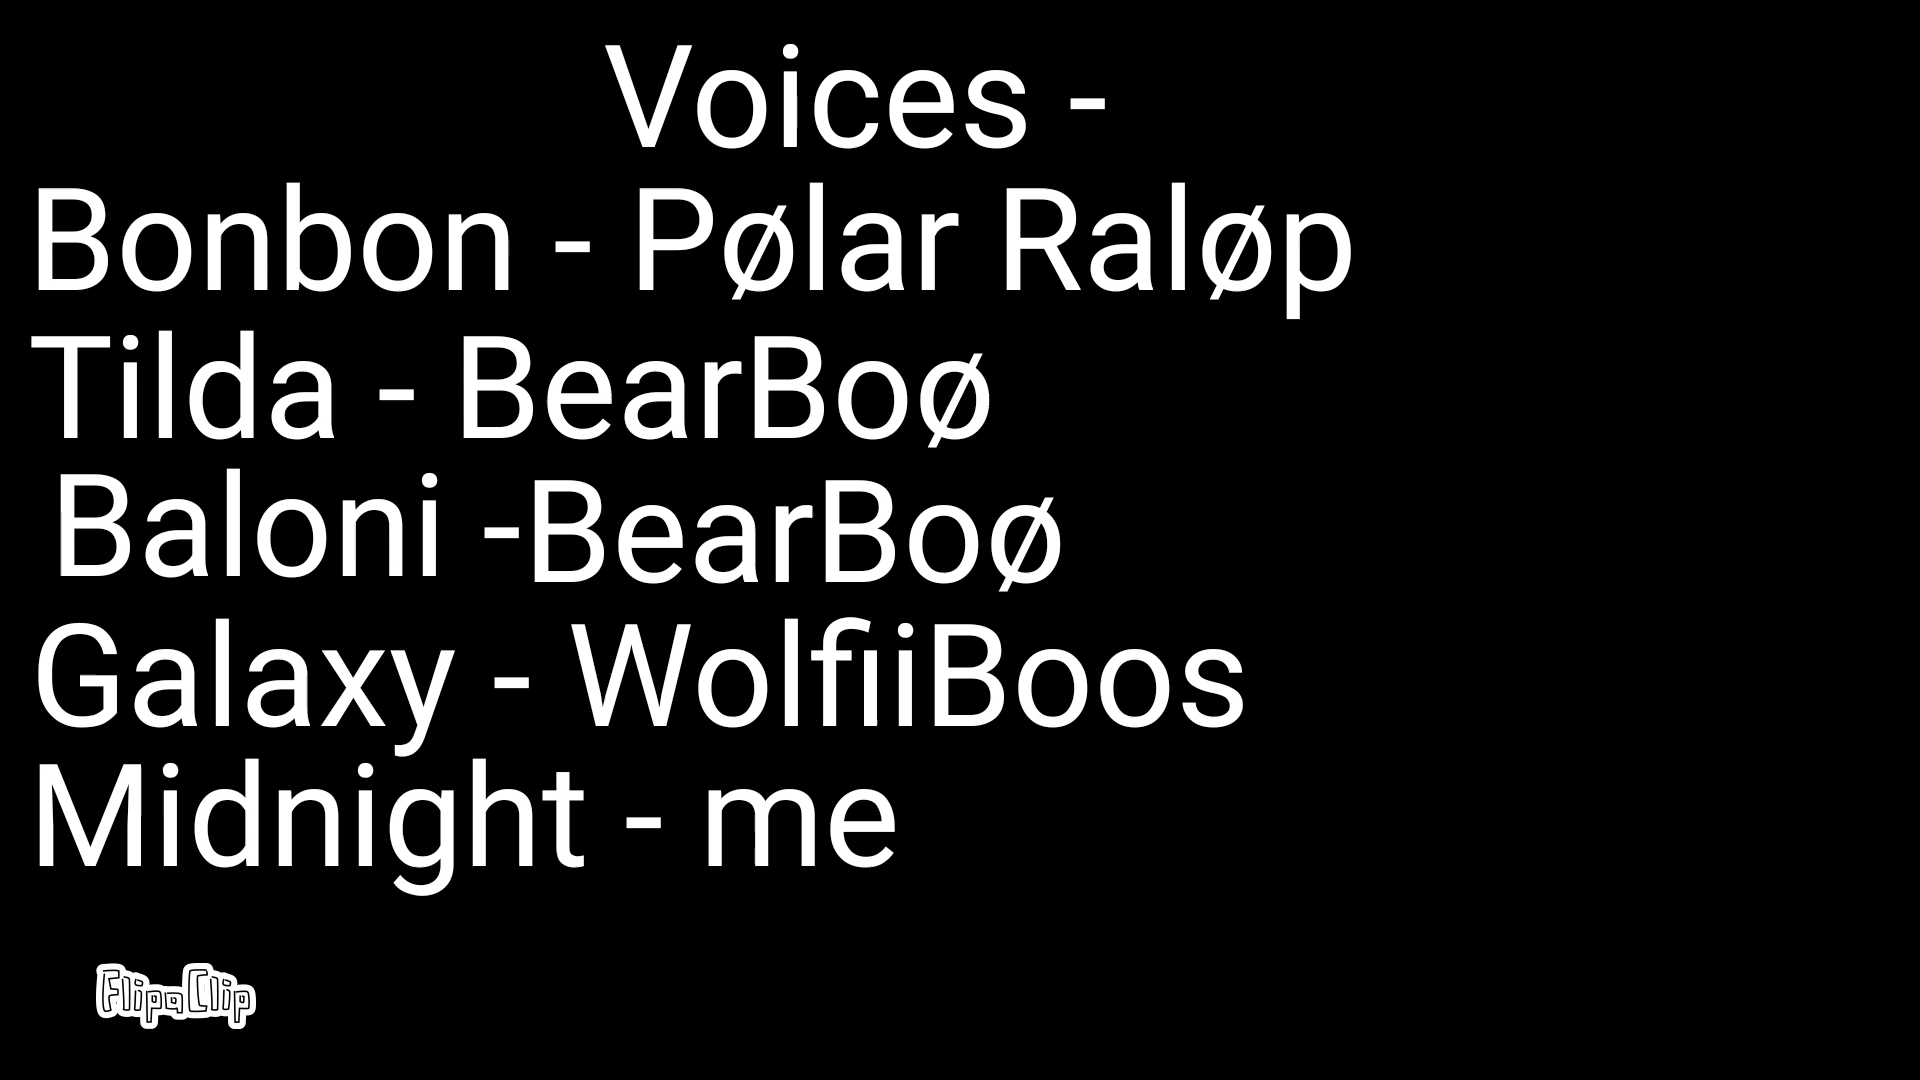 Voices -
Bonbon - Pølar Raløp
Tilda - BearBoø
Baloni -BearBoø
Galaxy - WolfiiBoos
Midnight - me
FlipaClip